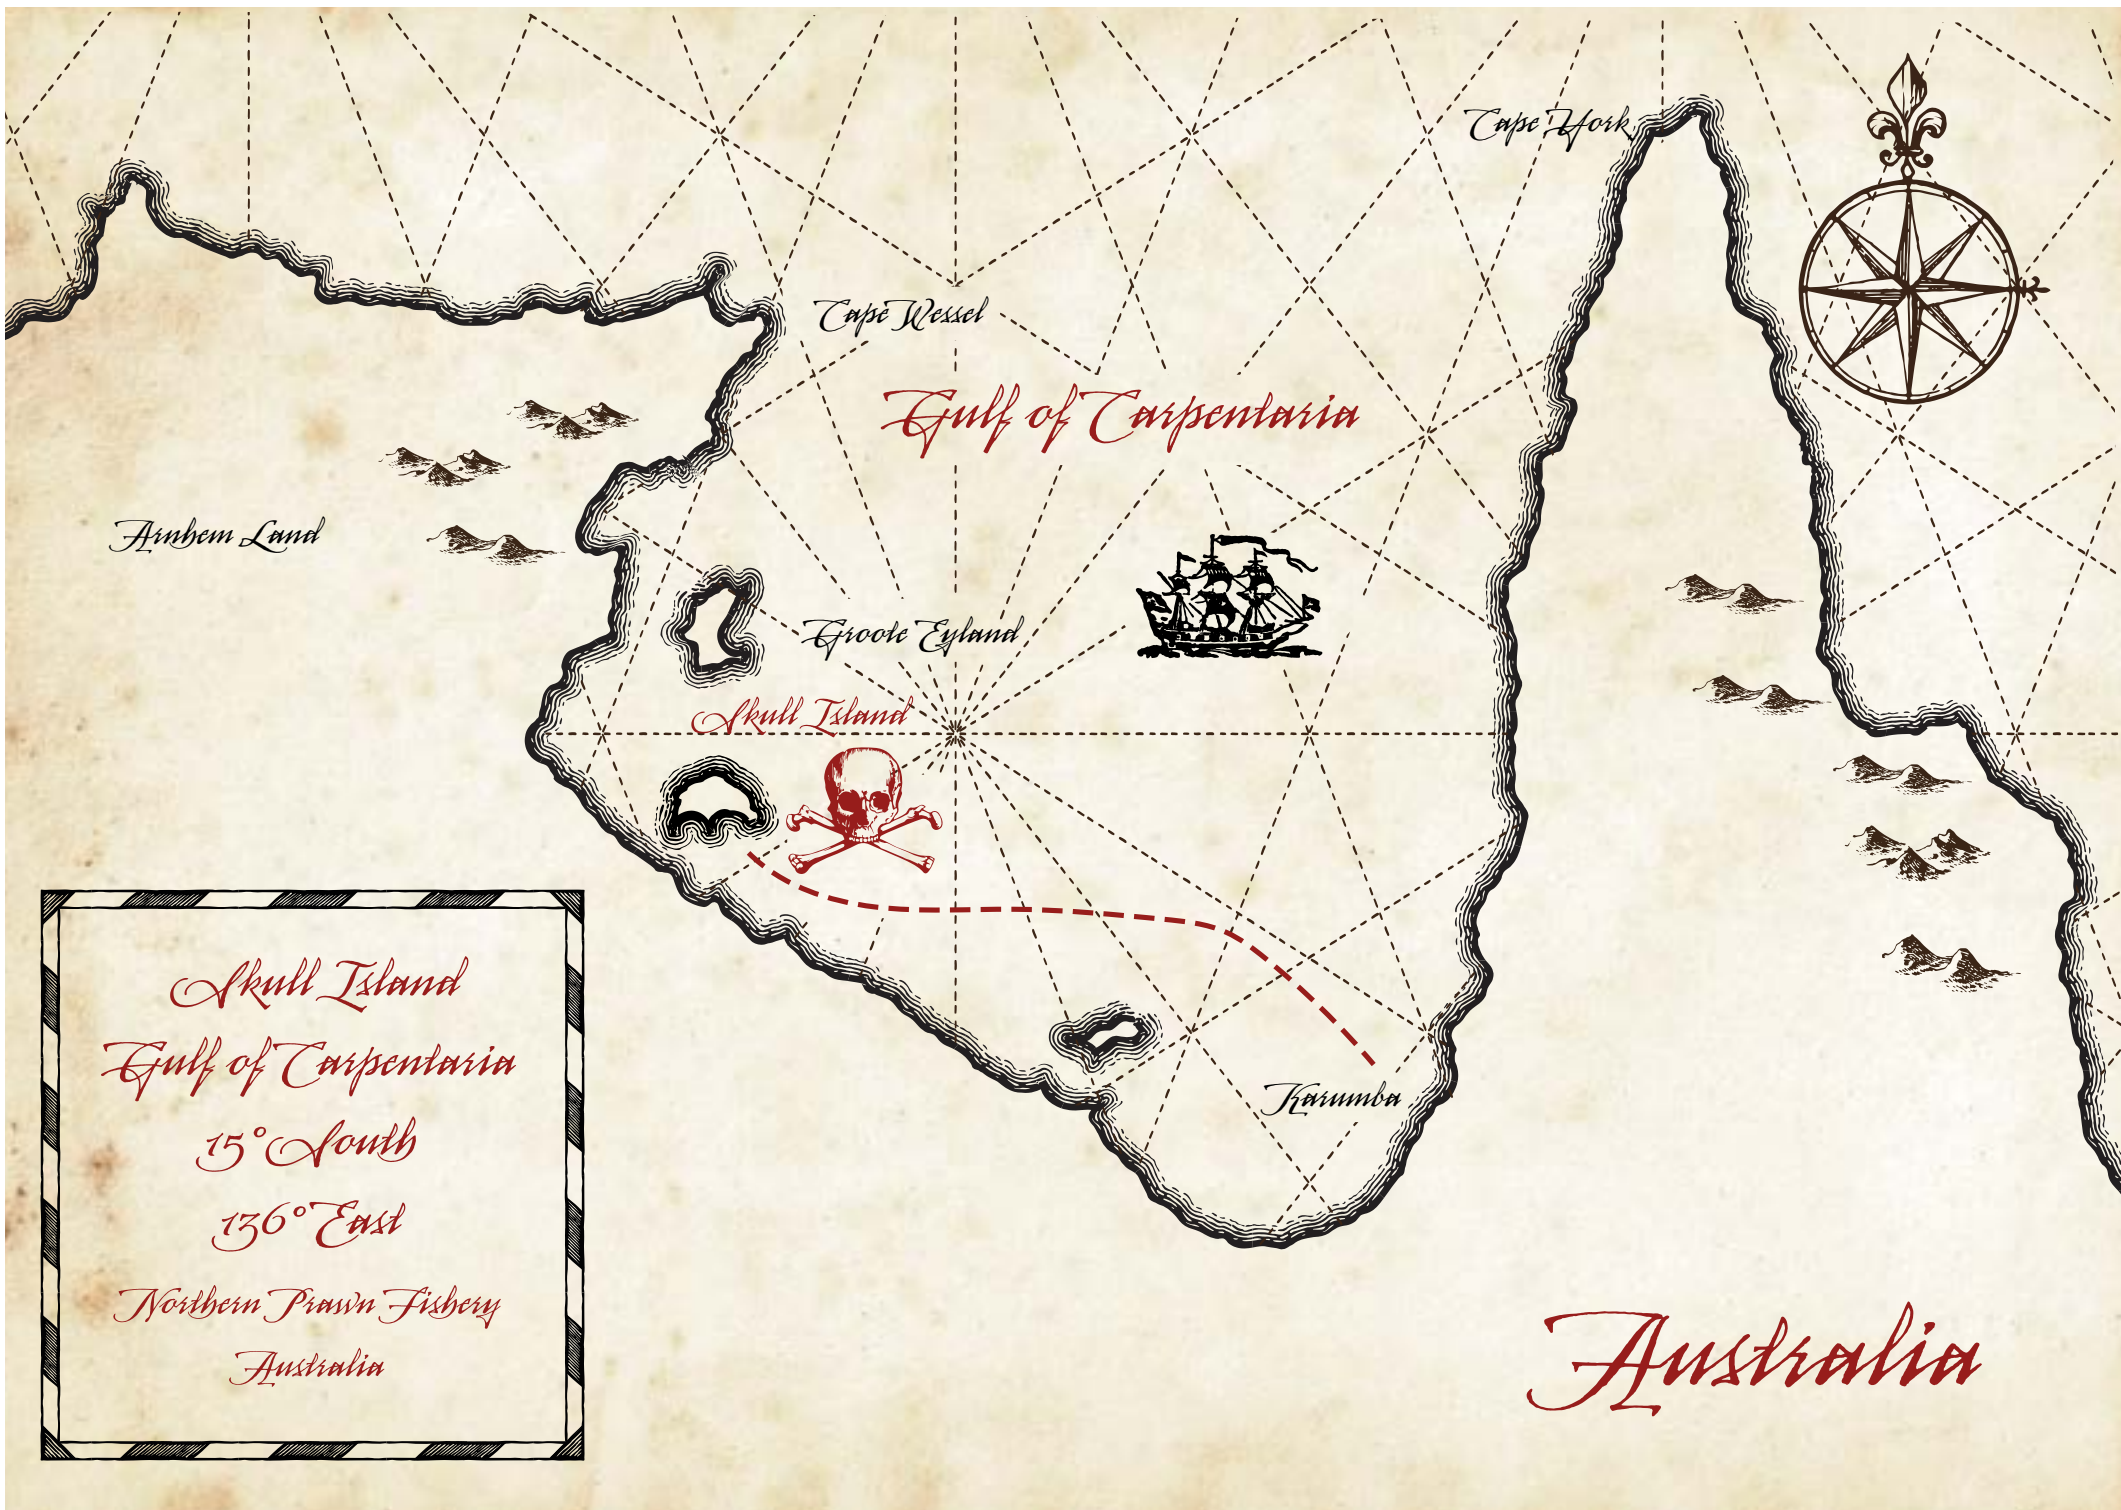 Cape York
Cape Wessel
Gulf of Carpentaria
Arnhem Land
Groote Eyland
Skull Island
Karumba
Skull Island
Gulf of Carpentaria
15° South
136° East
Northern Prawn Fishery
Australia
Australia